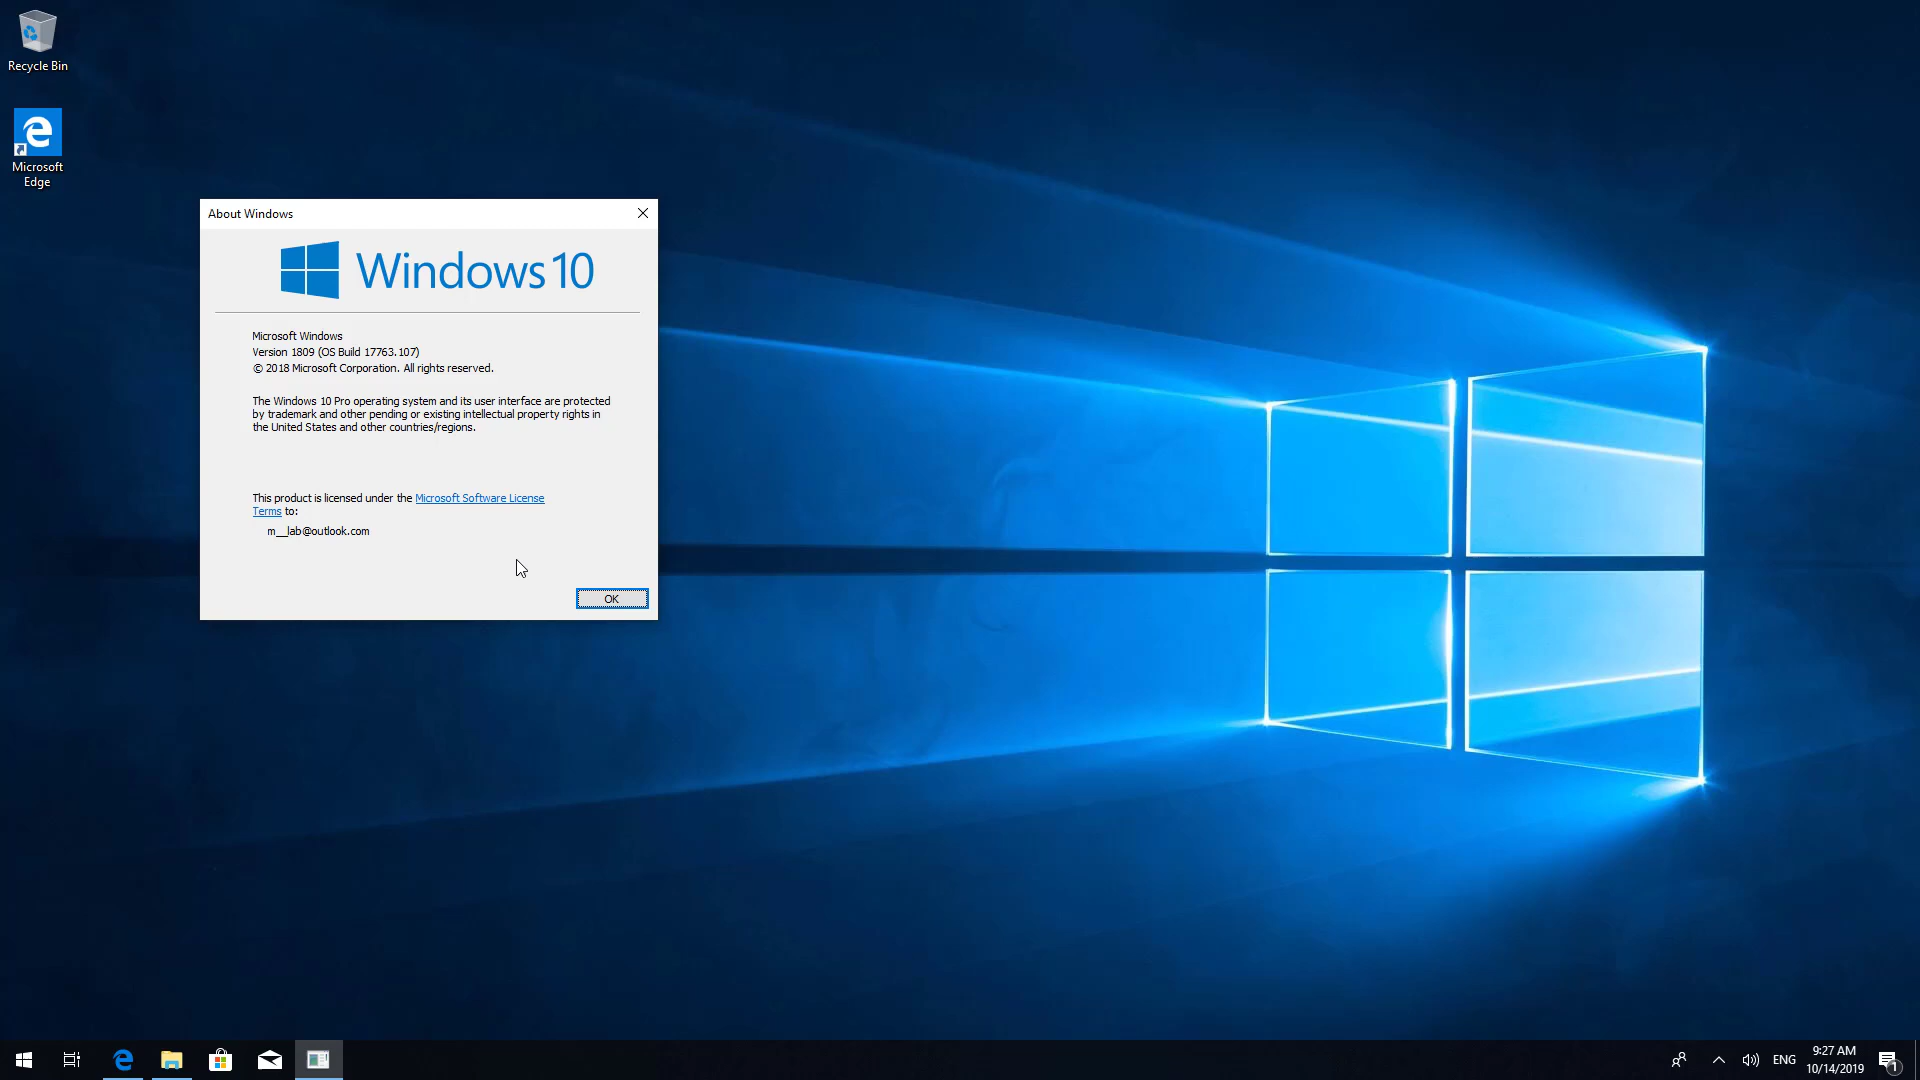 Recycle Bin
Microsoft
Edge
About Windows
Windows 10
Microsoft Windows
Version 1809 (OS Build 17763.107)
© 2018 Microsoft Corporation. All rights reserved.
The Windows 10 Pro operating system and its user interface are protected
by trademark and other pending or existing intellectual property rights in
the United States and other countries/regions.
This product is licensed under the Microsoft Software License
Terms to:
m__lab@outlook.com
OK
ENG
9:27 AM
10/14/2019
1